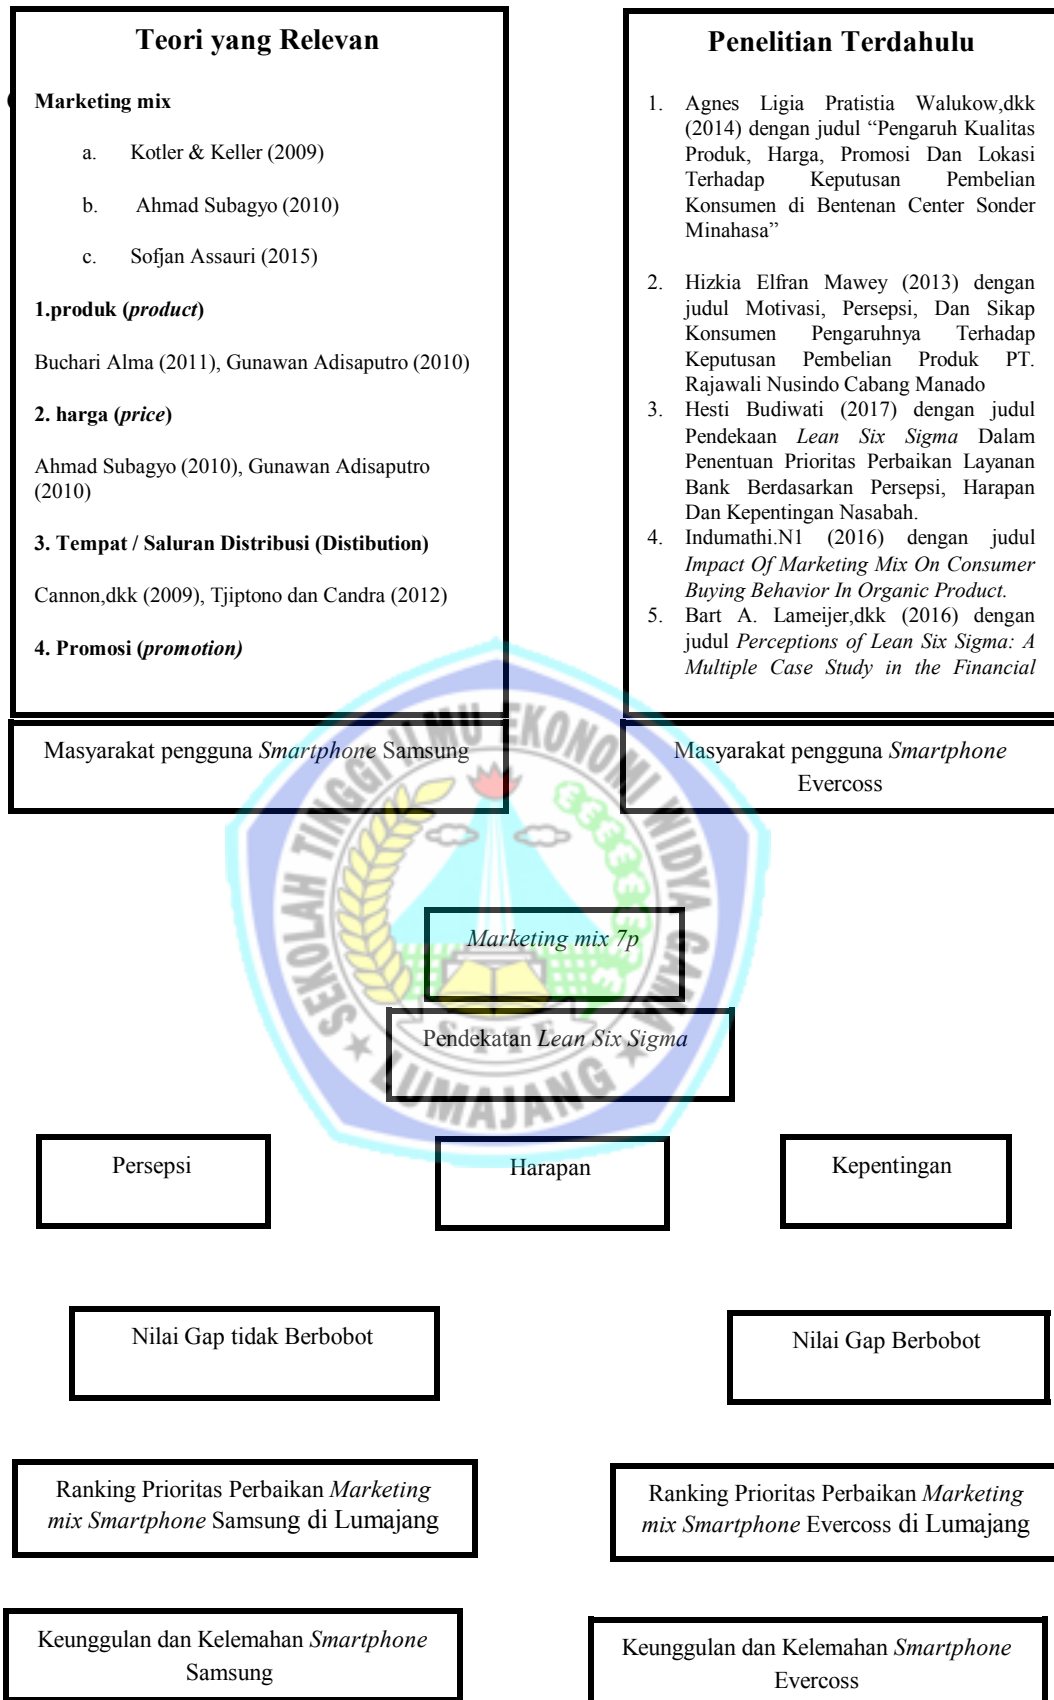 Teori yang Relevan
Marketing mix
a. Kotler & Keller (2009)
b. Ahmad Subagyo (2010)
c. Sofjan Assauri (2015)
1.produk (product)
Buchari Alma (2011), Gunawan Adisaputro (2010)
2. harga (price)
Ahmad Subagyo (2010), Gunawan Adisaputro
(2010)
3. Tempat / Saluran Distribusi (Distibution)
Cannon,dkk (2009), Tjiptono dan Candra (2012)
4. Promosi (promotion)
Penelitian Terdahulu
1. Agnes Ligia Pratistia Walukow,dkk
(2014) dengan judul “Pengaruh Kualitas
Produk, Harga, Promosi Dan Lokasi
Terhadap Keputusan Pembelian
Konsumen di Bentenan Center Sonder
Minahasa”
2. Hizkia Elfran Mawey (2013) dengan
judul Motivasi, Persepsi, Dan Sikap
Konsumen Pengaruhnya Terhadap
Keputusan Pembelian Produk PT.
Rajawali Nusindo Cabang Manado
3. Hesti Budiwati (2017) dengan judul
Pendekaan Lean Six Sigma Dalam
Penentuan Prioritas Perbaikan Layanan
Bank Berdasarkan Persepsi, Harapan
Dan Kepentingan Nasabah.
4. Indumathi.N1 (2016) dengan judul
Impact Of Marketing Mix On Consumer
Buying Behavior In Organic Product.
5. Bart A. Lameijer,dkk (2016) dengan
judul Perceptions of Lean Six Sigma: A
Multiple Case Study in the Financial
Masyarakat pengguna Smartphone Samsung
Masyarakat pengguna Smartphone
Evercoss
SEKOLAH TINGGI ILMU EKONOMI WIDYA GAMA
STIE
LUMAJANG
Marketing mix 7p
Pendekatan Lean Six Sigma
Persepsi
Harapan
Kepentingan
Nilai Gap tidak Berbobot
Nilai Gap Berbobot
Ranking Prioritas Perbaikan Marketing
mix Smartphone Samsung di Lumajang
Ranking Prioritas Perbaikan Marketing
mix Smartphone Evercoss di Lumajang
Keunggulan dan Kelemahan Smartphone
Samsung
Keunggulan dan Kelemahan Smartphone
Evercoss